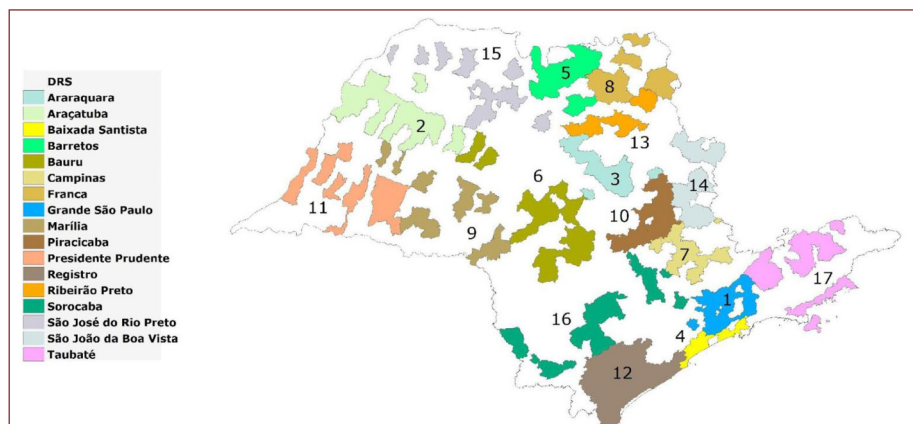 DRS
Araraquara
Araçatuba
Baixada Santista
Barretos
Bauru
Campinas
Franca
Grande São Paulo
Marília
Piracicaba
Presidente Prudente
Registro
Ribeirão Preto
Sorocaba
São José do Rio Preto
São João da Boa Vista
Taubaté
15
5
8
2
13
6
3
14
11
10
9
7
17
1
16
4
12